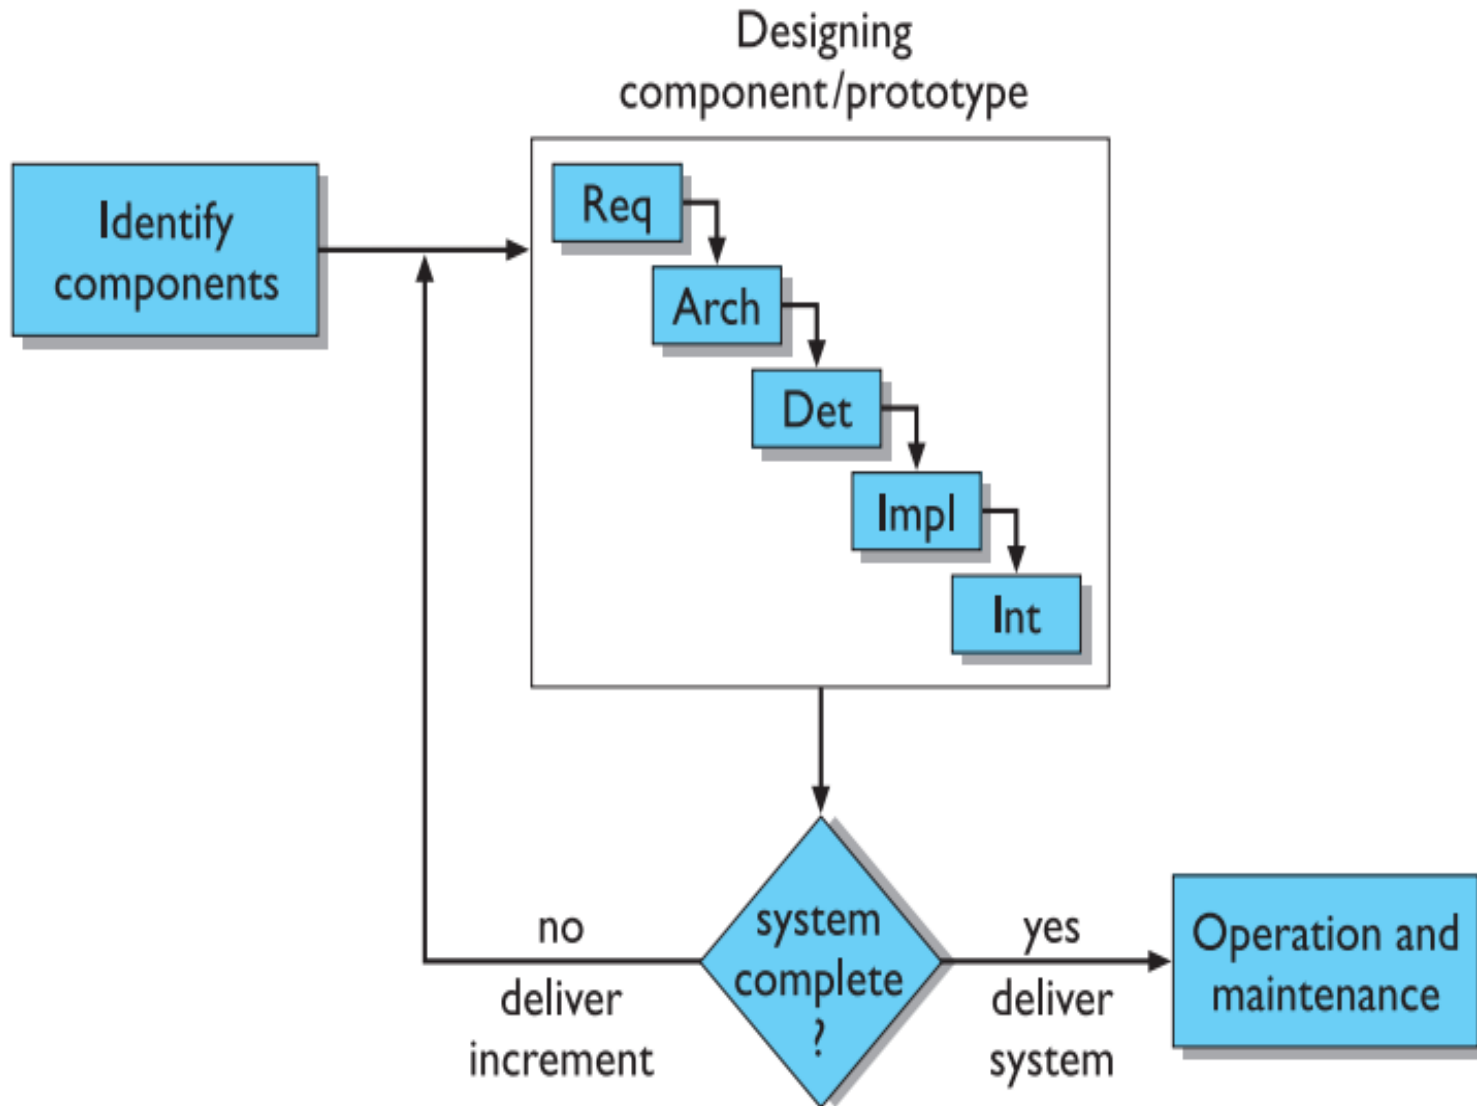 Designing
component/prototype
Identify
components
Req
Arch
Det
Impl
Int
system
complete
?
no
deliver
increment
yes
deliver
system
Operation and
maintenance